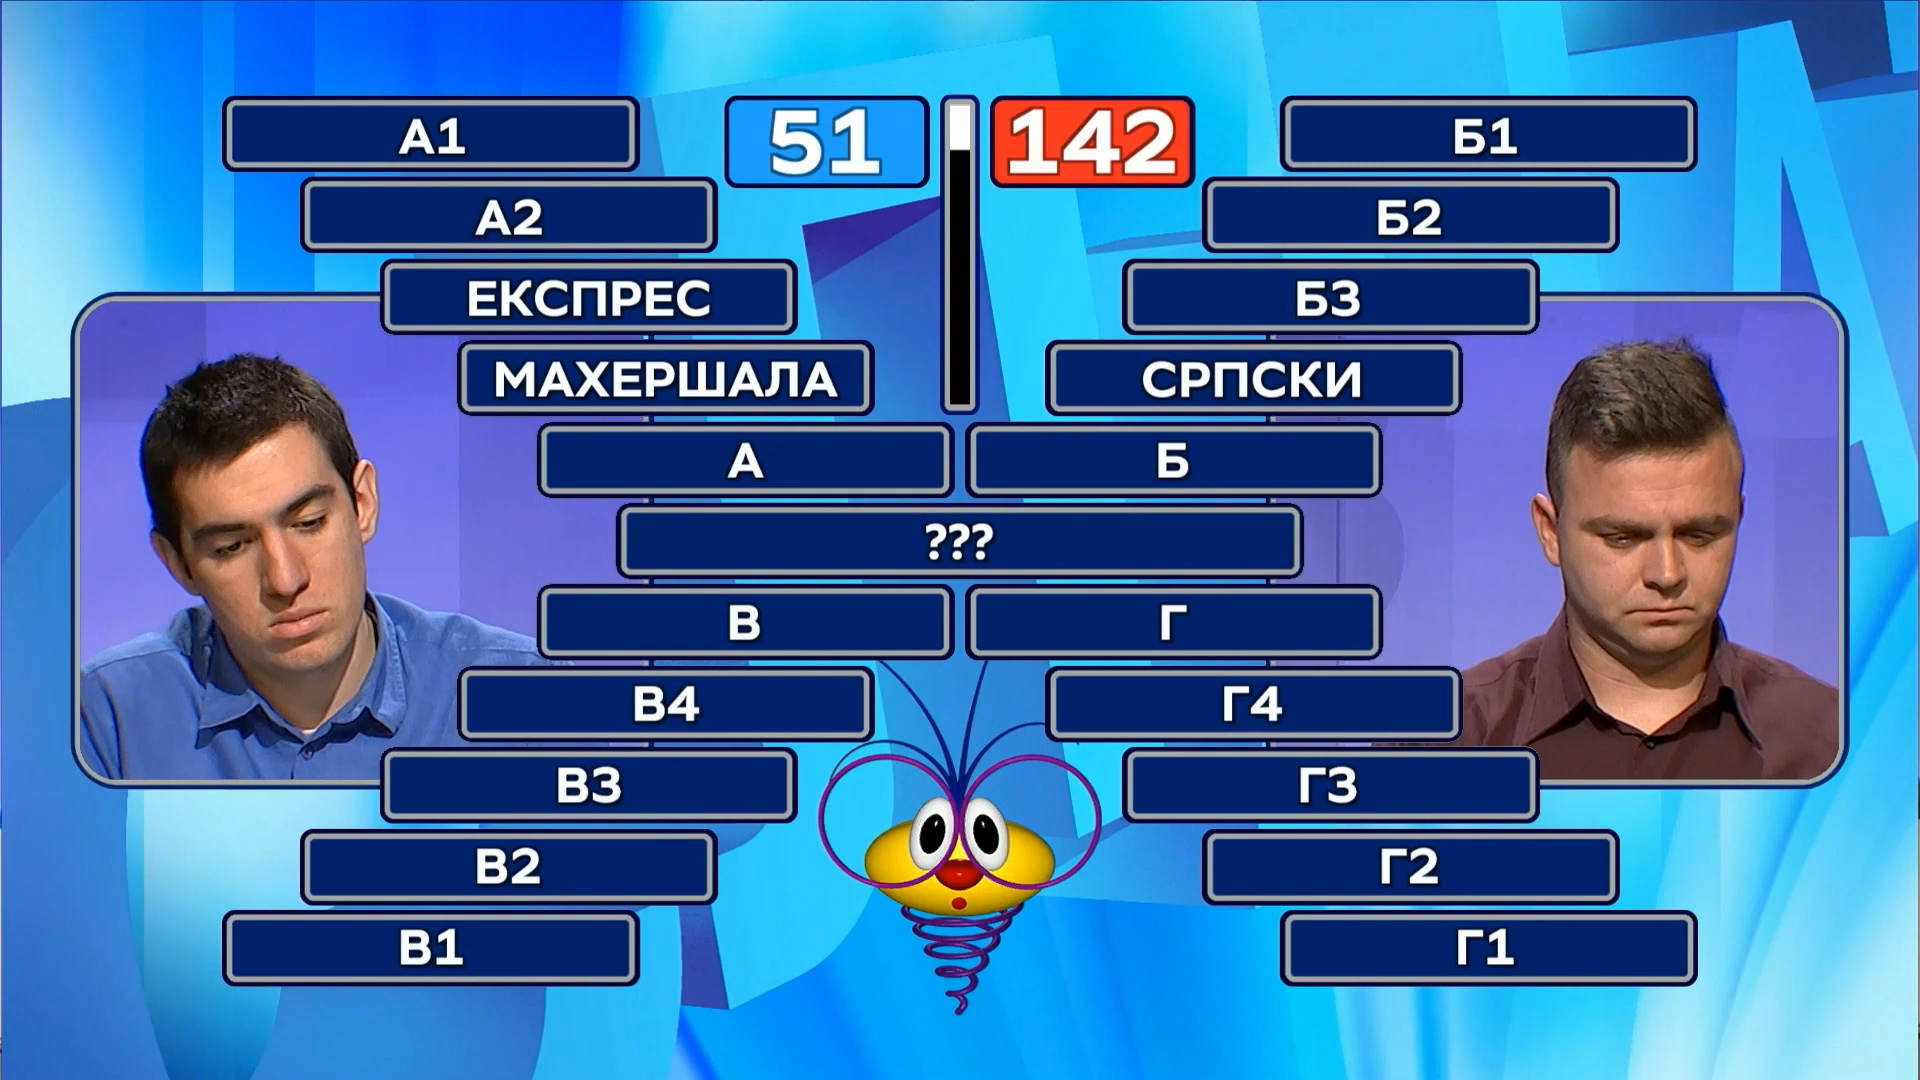 А1
51
142
Б1
А2
Б2
ЕКСПРЕС
Б3
МАХЕРШАЛА
СРПСКИ
А
Б
???
В
Г
В4
Г4
В3
Г3
В2
Г2
В1
Г1